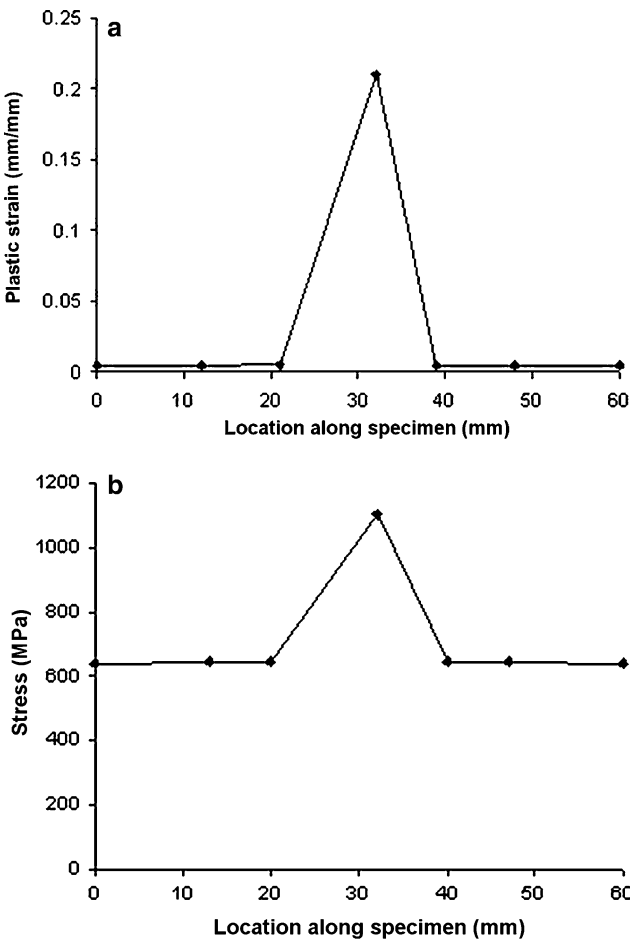 a
0.25
0.2
0.15
0.1
0.05
0
Plastic strain (mm/mm)
0 10 20 30 40 50 60
Location along specimen (mm)
b
1200
1000
800
600
400
200
0
Stress (MPa)
0 10 20 30 40 50 60
Location along specimen (mm)